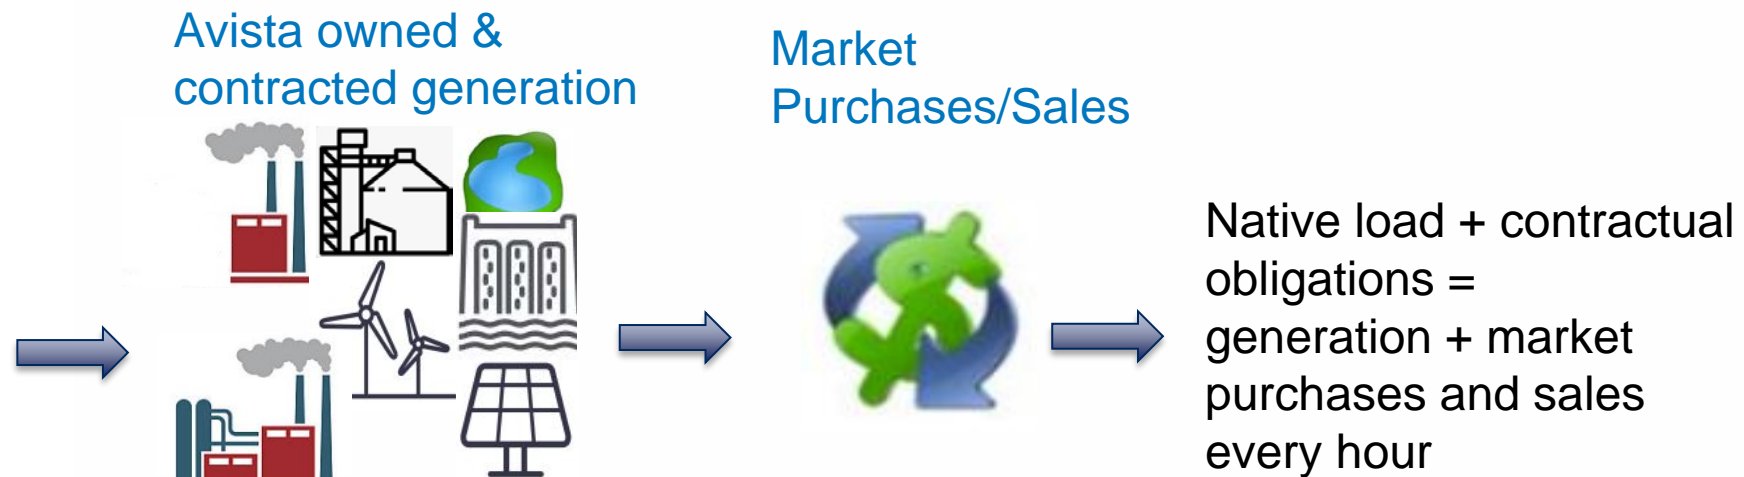 Avista owned &
contracted generation
Market
Purchases/Sales
Native load + contractual
obligations =
generation + market
purchases and sales
every hour